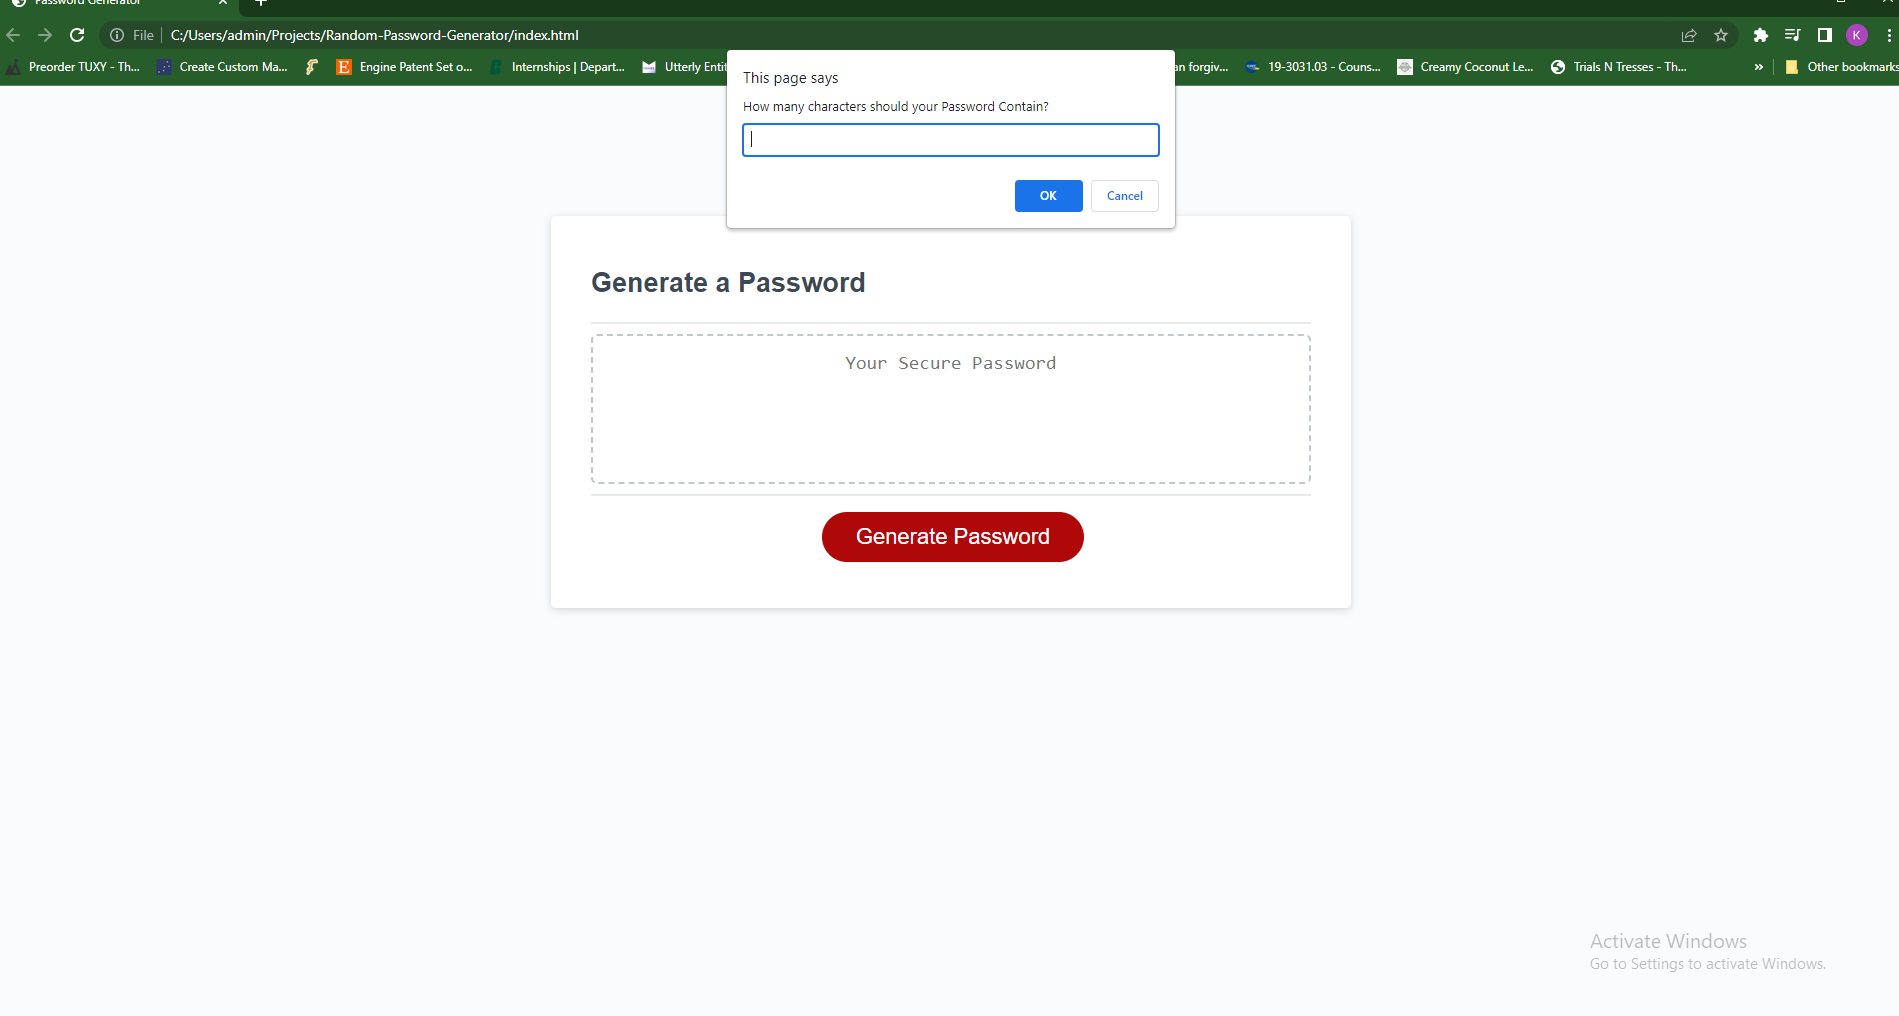 Password Generator
File
C:/Users/admin/Projects/Random-Password-Generator/index.html
K
Preorder TUXY - Th...
Create Custom Ma...
Engine Patent Set o...
Internships | Depart...
Utterly Entit
an forgiv...
19-3031.03 - Couns...
Creamy Coconut Le...
Trials N Tresses - Th...
»
Other bookmarks
This page says
How many characters should your Password Contain?
OK
Cancel
Generate a Password
Your Secure Password
Generate Password
Activate Windows
Go to Settings to activate Windows.